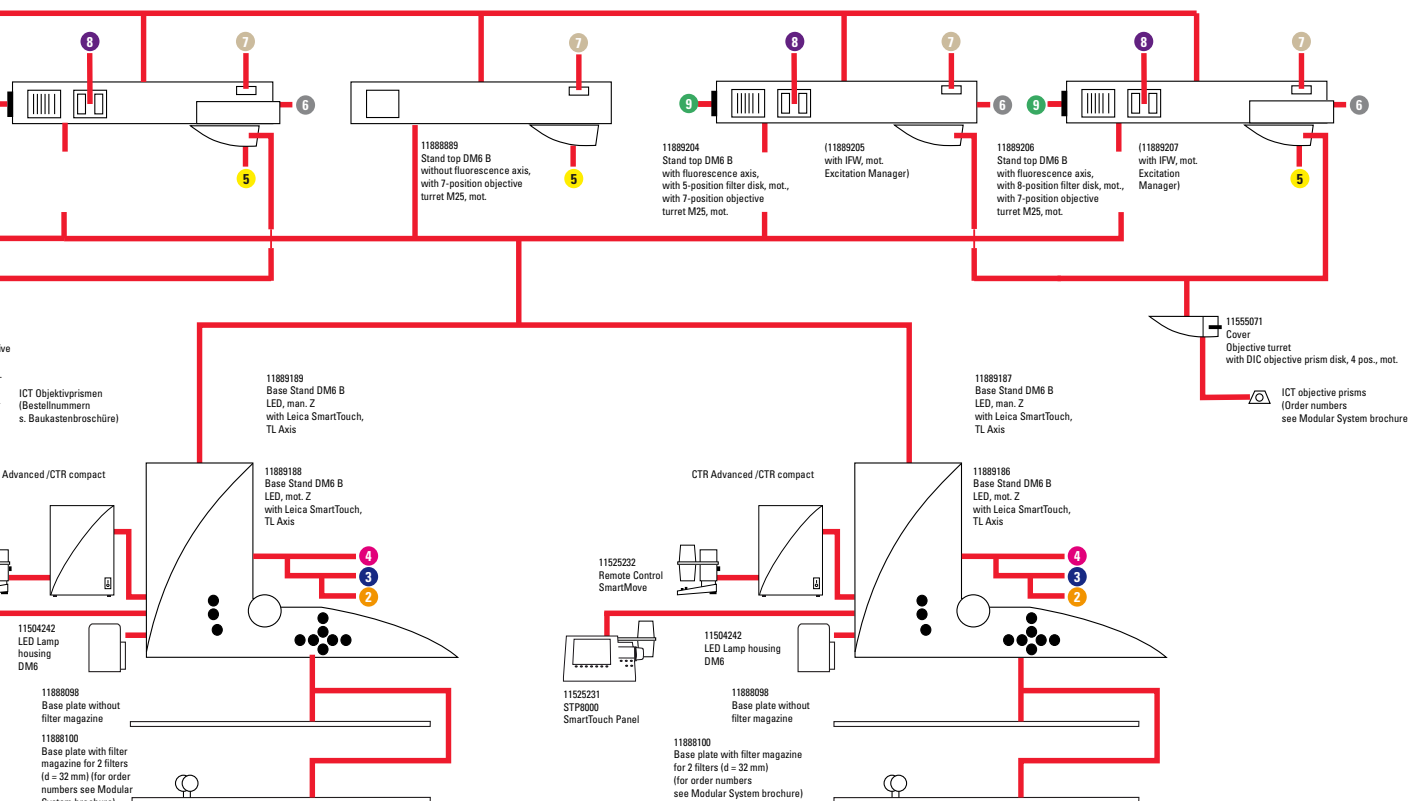 8
7
7
8
7
8
7
6
9
6
9
6
5
5
5
11888889
Stand top DM6 B
without fluorescence axis,
with 7-position objective
turret M25, mot.
11889204
Stand top DM6 B
with fluorescence axis,
with 5-position filter disk, mot.,
with 7-position objective
turret M25, mot.
(11889205
with IFW, mot.
Excitation Manager)
11889206
Stand top DM6 B
with fluorescence axis,
with 8-position filter disk, mot.,
with 7-position objective
turret M25, mot.
(11889207
with IFW, mot.
Excitation
Manager)
11555071
Cover
Objective turret
with DIC objective prism disk, 4 pos., mot.
ICT objective prisms
(Order numbers
see Modular System brochure
ICT Objektivprismen
(Bestellnummern
s. Baukastenbroschüre)
11889189
Base Stand DM6 B
LED, man. Z
with Leica SmartTouch,
TL Axis
11889187
Base Stand DM6 B
LED, man. Z
with Leica SmartTouch,
TL Axis
Advanced /CTR compact
11889188
Base Stand DM6 B
LED, mot. Z
with Leica SmartTouch,
TL Axis
CTR Advanced /CTR compact
11889186
Base Stand DM6 B
LED, mot. Z
with Leica SmartTouch,
TL Axis
4
3
2
4
3
2
11525232
Remote Control
SmartMove
11504242
LED Lamp
housing
DM6
11504242
LED Lamp housing
DM6
11525231
STP8000
SmartTouch Panel
11888098
Base plate without
filter magazine
11888098
Base plate without
filter magazine
11888100
Base plate with filter
magazine for 2 filters
(d = 32 mm) (for order
numbers see Modular
System brochure)
11888100
Base plate with filter magazine
for 2 filters (d = 32 mm)
(for order numbers
see Modular System brochure)